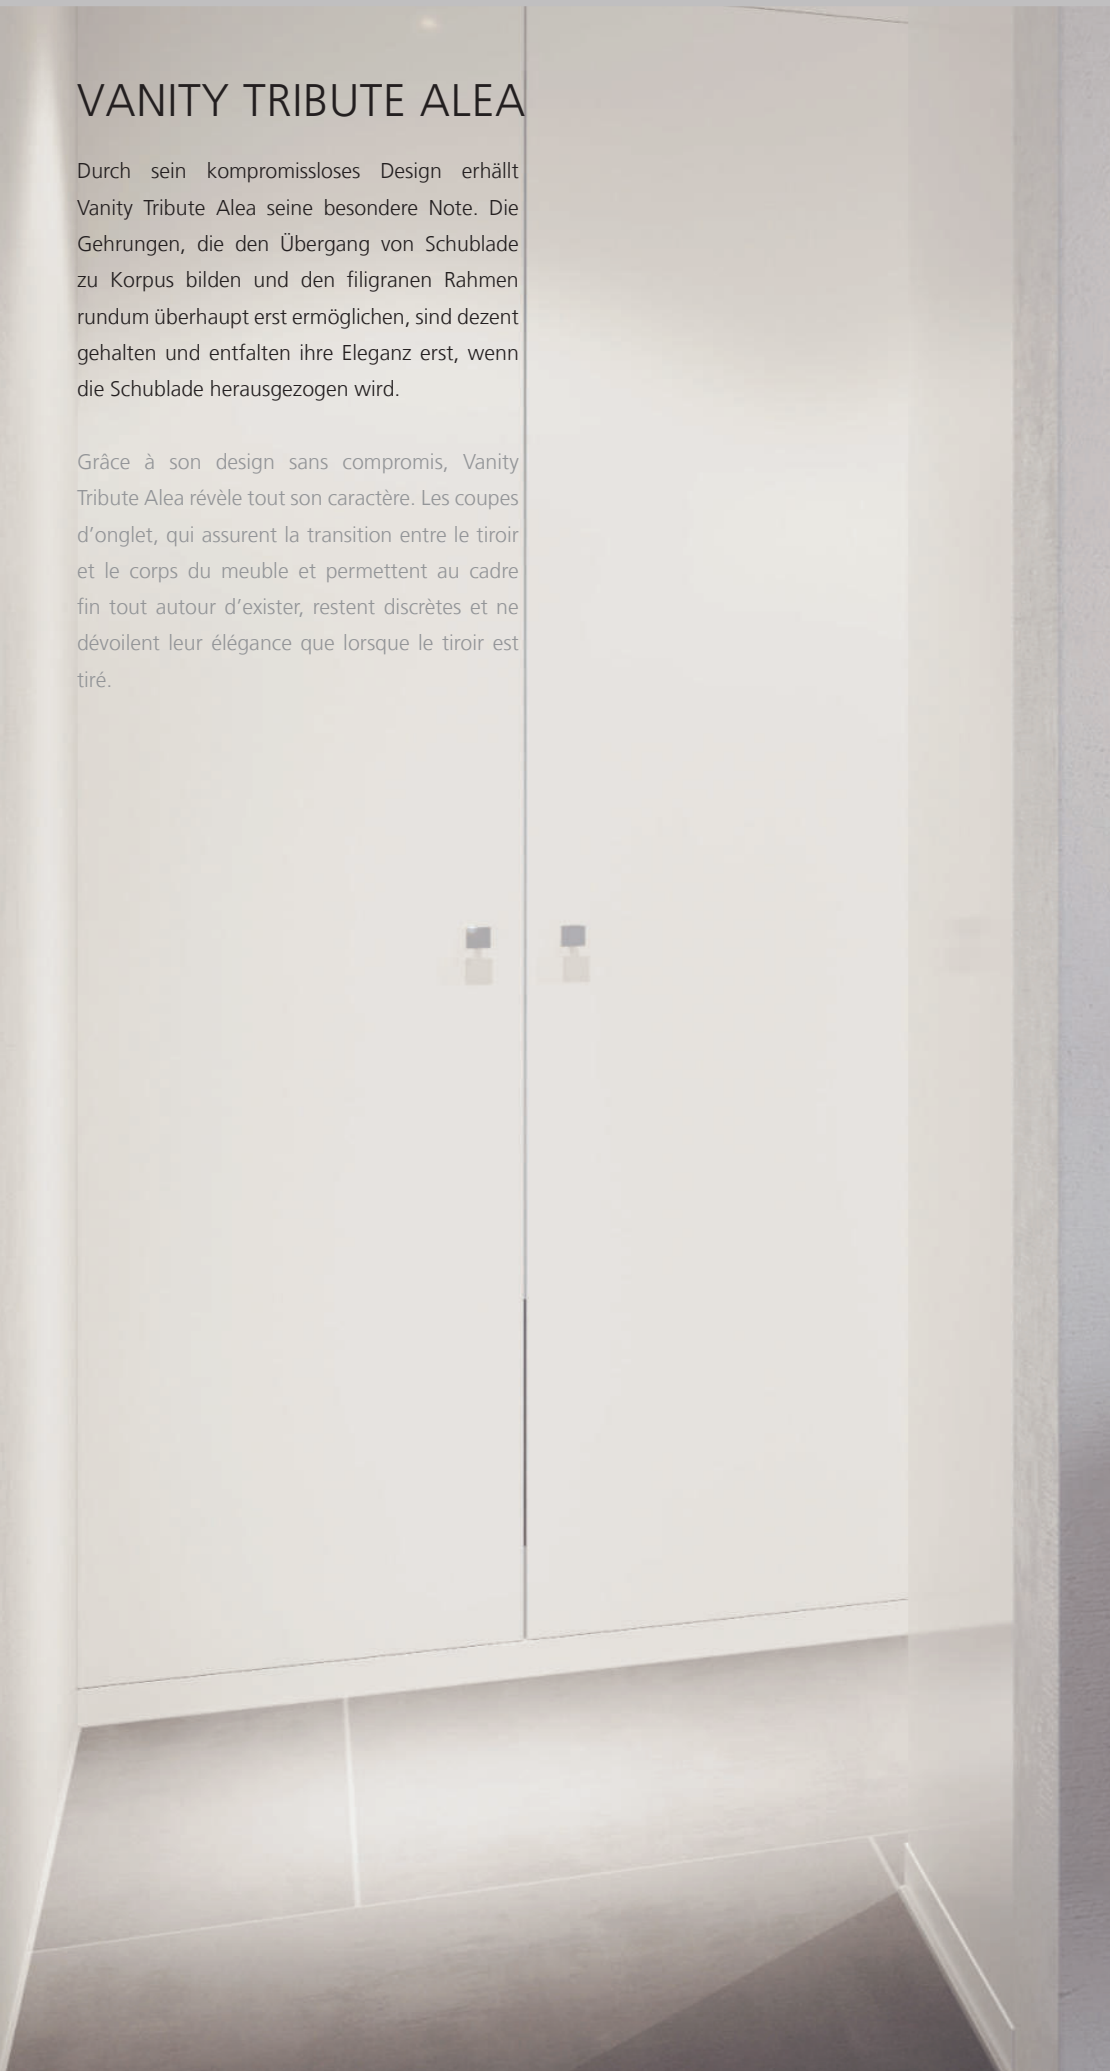 VANITY TRIBUTE ALEA
Durch sein kompromissloses Design erhällt
Vanity Tribute Alea seine besondere Note. Die
Gehrungen, die den Übergang von Schublade
zu Korpus bilden und den filigranen Rahmen
rundum überhaupt erst ermöglichen, sind dezent
gehalten und entfalten ihre Eleganz erst, wenn
die Schublade herausgezogen wird.
Grâce à son design sans compromis, Vanity
Tribute Alea révèle tout son caractère. Les coupes
d’onglet, qui assurent la transition entre le tiroir
et le corps du meuble et permettent au cadre
fin tout autour d’exister, restent discrètes et ne
dévoilent leur élégance que lorsque le tiroir est
tiré.